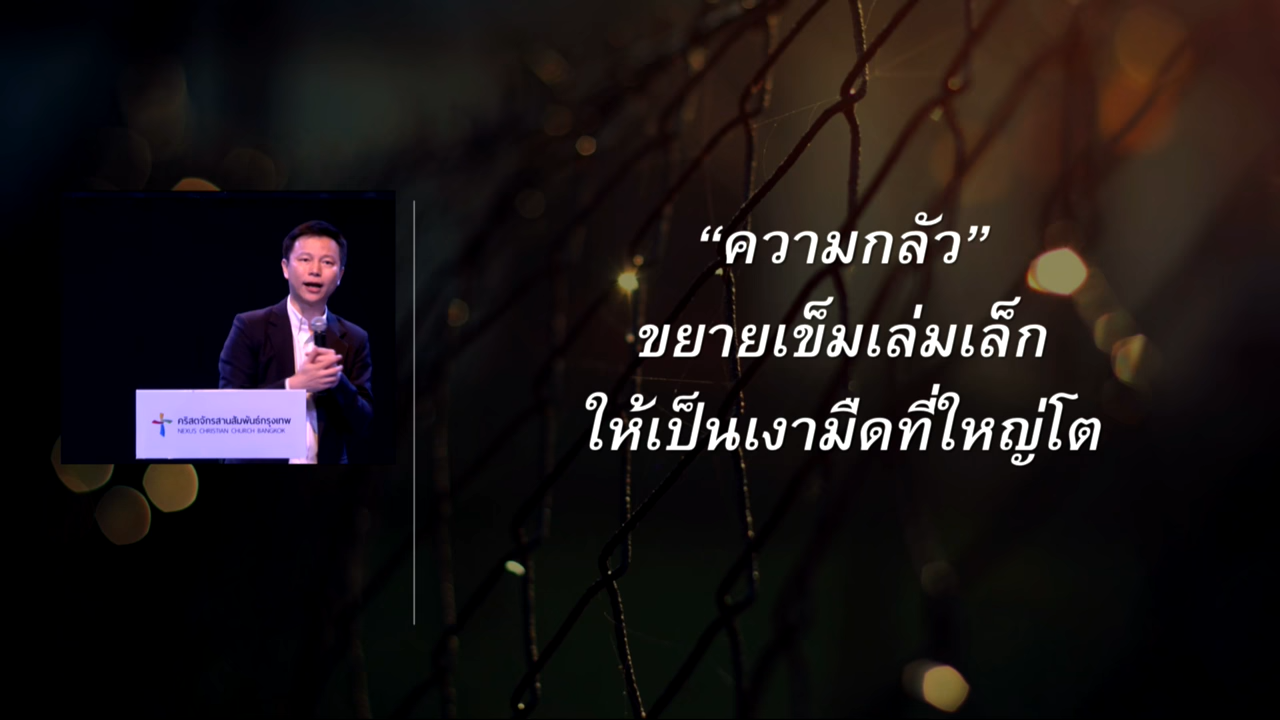 คริสตจักรสานสัมพันธ์กรุงเทพ
NEXUS CHRISTIAN CHURCH BANGKOK
“ความกลัว”
ขยายเข็มเล่มเล็ก
ให้เป็นเงามืดที่ใหญ่โต